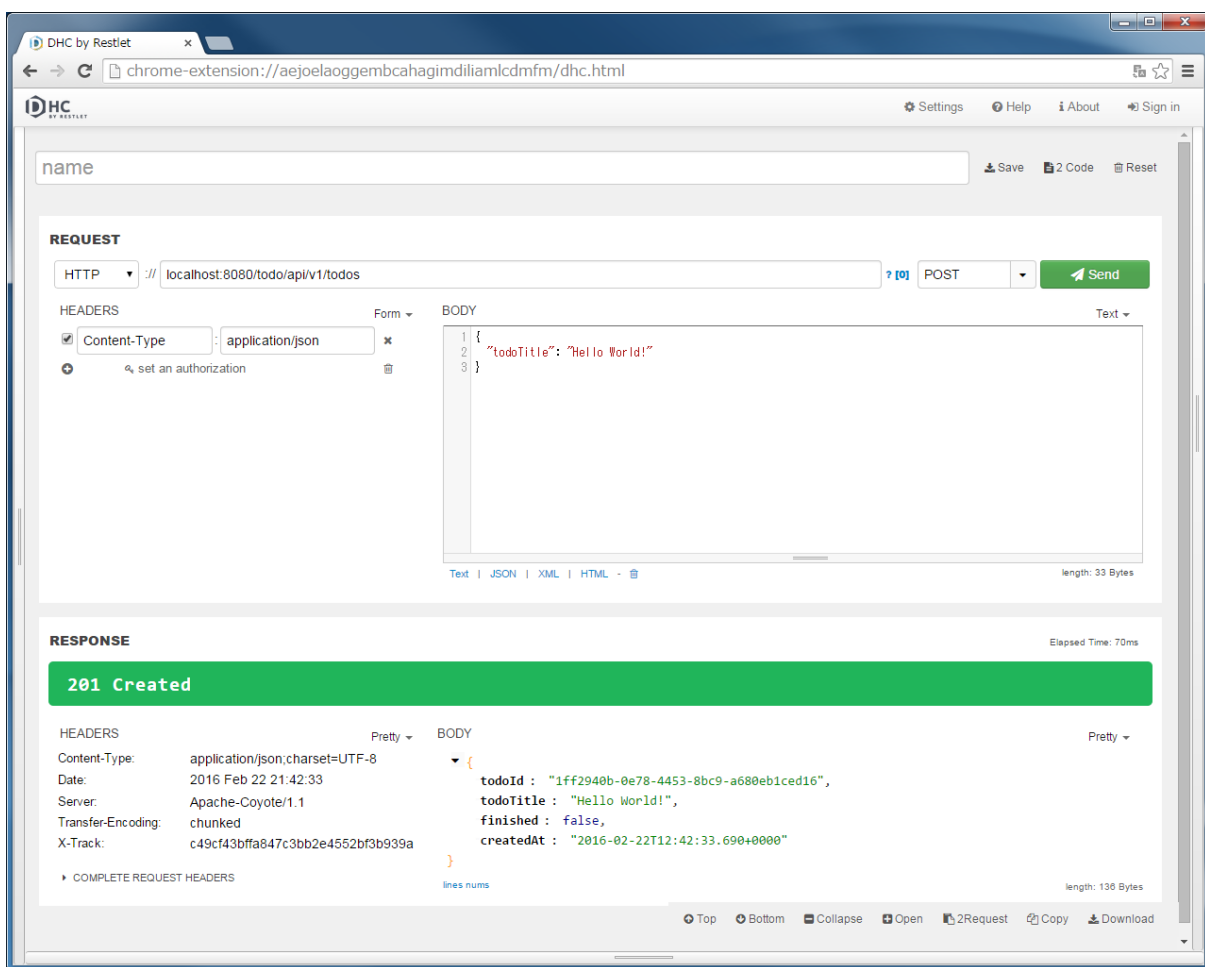 DHC by Restlet ×
chrome-extension://aejoelaoggembcahagimdiliamlcdmfm/dhc.html
DHC BY RESTLET Settings Help About Sign in
name Save 2 Code Reset
REQUEST
HTTP :// localhost:8080/todo/api/v1/todos ? [0] POST Send
HEADERS Form BODY Text
Content-Type : application/json
set an authorization
1 {
2 "todoTitle": "Hello World!"
3 }
Text | JSON | XML | HTML - length: 33 Bytes
RESPONSE Elapsed Time: 70ms
201 Created
HEADERS Pretty BODY Pretty
Content-Type: application/json;charset=UTF-8
Date: 2016 Feb 22 21:42:33
Server: Apache-Coyote/1.1
Transfer-Encoding: chunked
X-Track: c49cf43bffa847c3bb2e4552bf3b939a
COMPLETE REQUEST HEADERS
{
todoId : "1ff2940b-0e78-4453-8bc9-a680eb1ced16",
todoTitle : "Hello World!",
finished : false,
createdAt : "2016-02-22T12:42:33.690+0000"
}
lines nums length: 136 Bytes
Top Bottom Collapse Open 2Request Copy Download